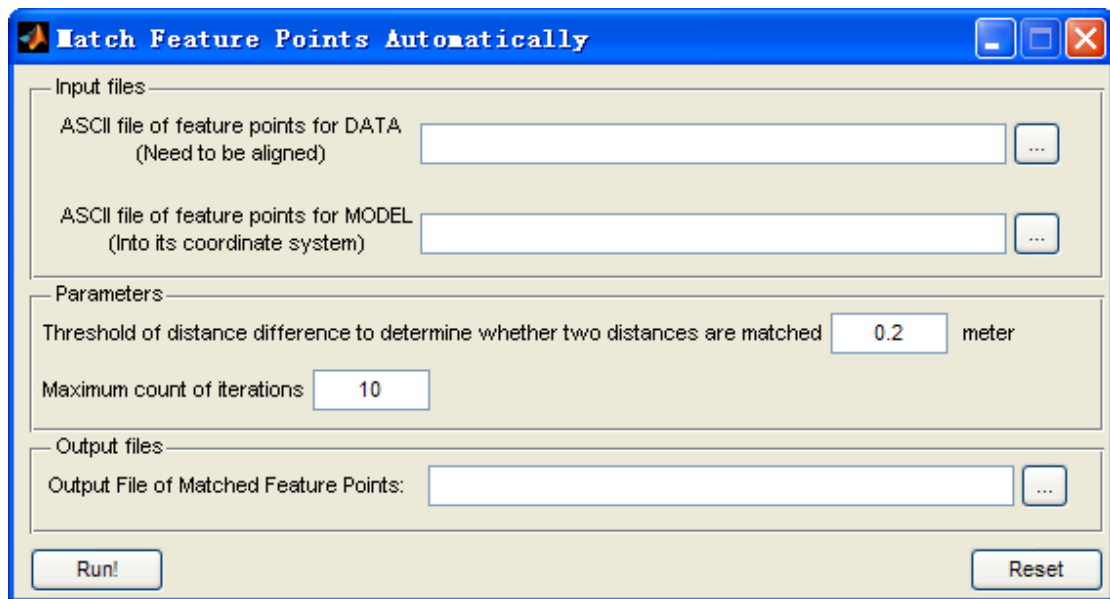 Match Feature Points Automatically
Input files
ASCII file of feature points for DATA
(Need to be aligned)
...
ASCII file of feature points for MODEL
(Into its coordinate system)
...
Parameters
Threshold of distance difference to determine whether two distances are matched 0.2 meter
Maximum count of iterations 10
Output files
Output File of Matched Feature Points: ...
Run! Reset